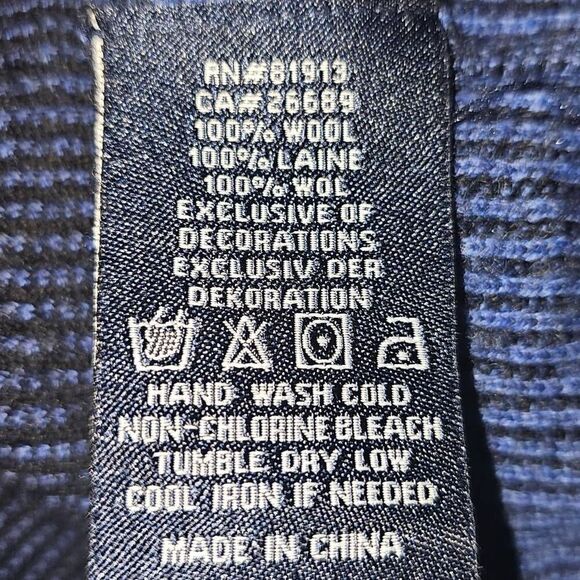 RN#81913
CA#26689
100% WOOL
100% LAINE
100% WOL
EXCLUSIVE OF
DECORATIONS
EXCLUSIV DER
DEKORATION
HAND WASH COLD
NON-CHLORINE BLEACH
TUMBLE DRY LOW
COOL IRON IF NEEDED
MADE IN CHINA